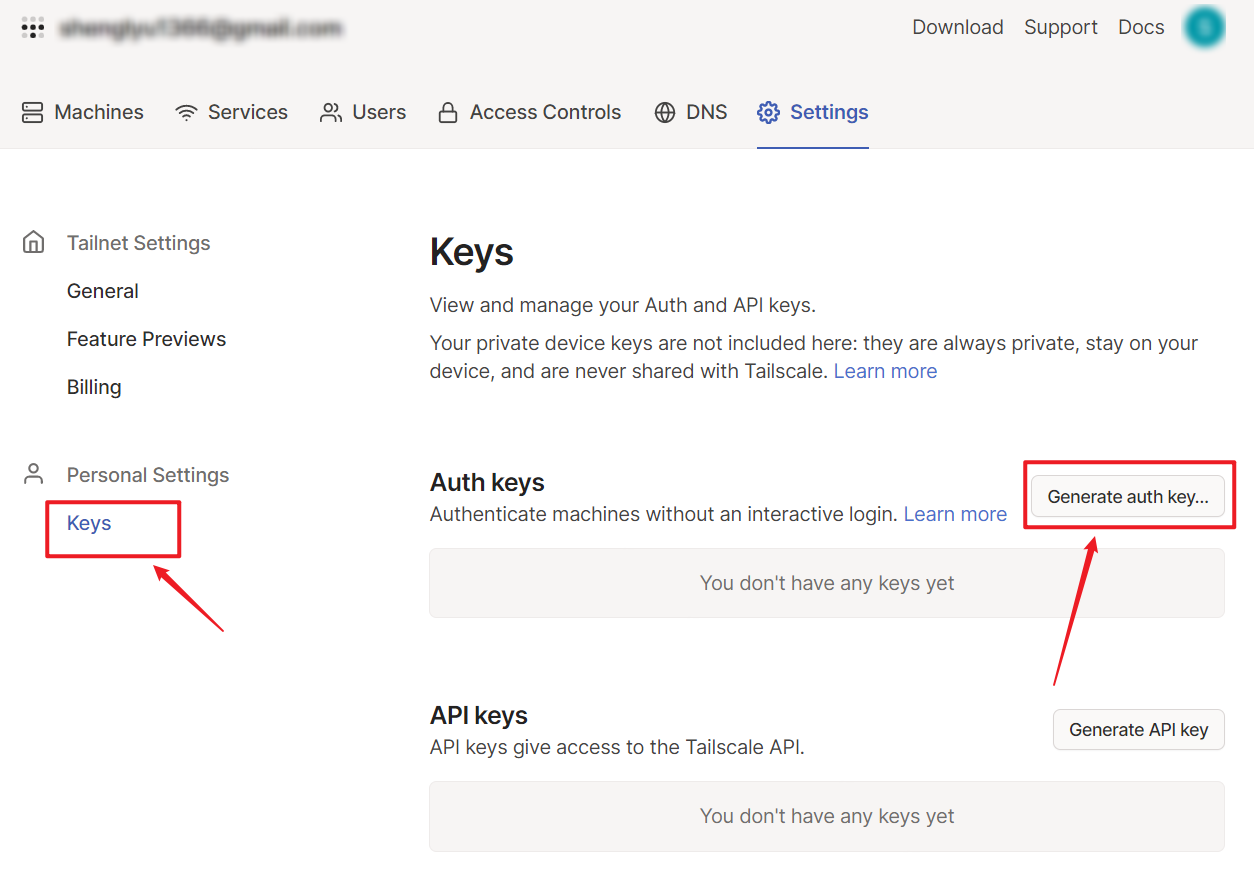 Download Support Docs
Machines Services Users Access Controls DNS Settings
Tailnet Settings
General
Feature Previews
Billing
Personal Settings
Keys
Keys
View and manage your Auth and API keys.
Your private device keys are not included here: they are always private, stay on your
device, and are never shared with Tailscale. Learn more
Auth keys
Authenticate machines without an interactive login. Learn more
Generate auth key...
You don't have any keys yet
API keys
API keys give access to the Tailscale API.
Generate API key
You don't have any keys yet